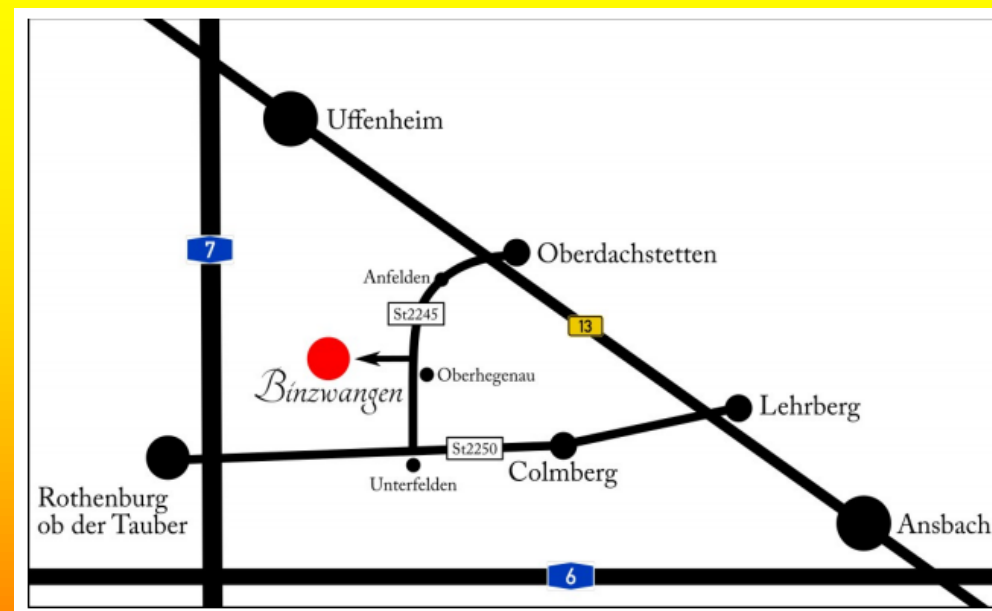 Uffenheim
7
Oberdachstetten
Anfelden
St2245
13
Binzwangen
Oberhegenau
Lehrberg
St2250
Colmberg
Unterfelden
Rothenburg
ob der Tauber
Ansbach
6